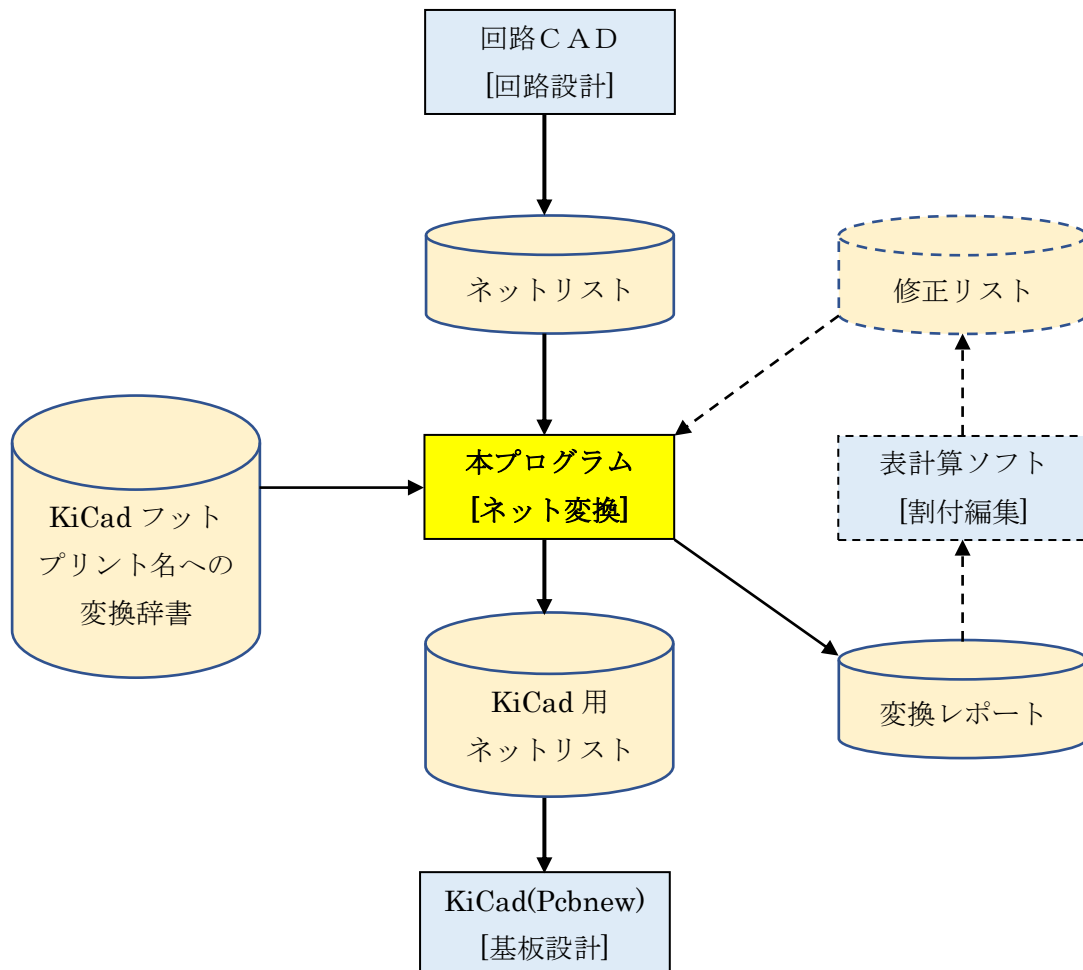 回路ＣＡＤ
[回路設計]
ネットリスト
修正リスト
本プログラム
[ネット変換]
表計算ソフト
[割付編集]
KiCad フット
プリント名への
変換辞書
KiCad 用
ネットリスト
変換レポート
KiCad(Pcbnew)
[基板設計]